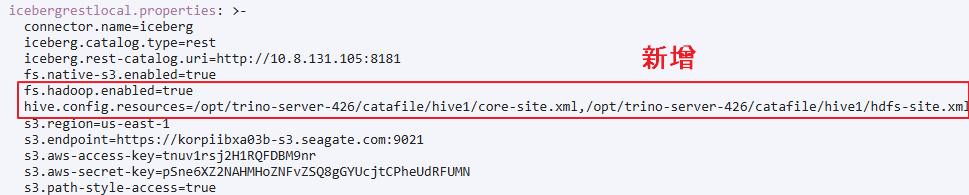 icebergrestlocal.properties: >-
connector.name=iceberg
iceberg.catalog.type=rest
iceberg.rest-catalog.uri=http://10.8.131.105:8181
新增
fs.native-s3.enabled=true
fs.hadoop.enabled=true
hive.config.resources=/opt/trino-server-426/catafile/hive1/core-site.xml,/opt/trino-server-426/catafile/hive1/hdfs-site.xml
s3.region=us-east-1
s3.endpoint=https://korpiibxa03b-s3.seagate.com:9021
s3.aws-access-key=tnuv1rsj2H1RQFDBM9nr
s3.aws-secret-key=pSne6XZ2NAHMHoZNFvZSQ8gGYUcjtCPheUdRFUMN
s3.path-style-access=true